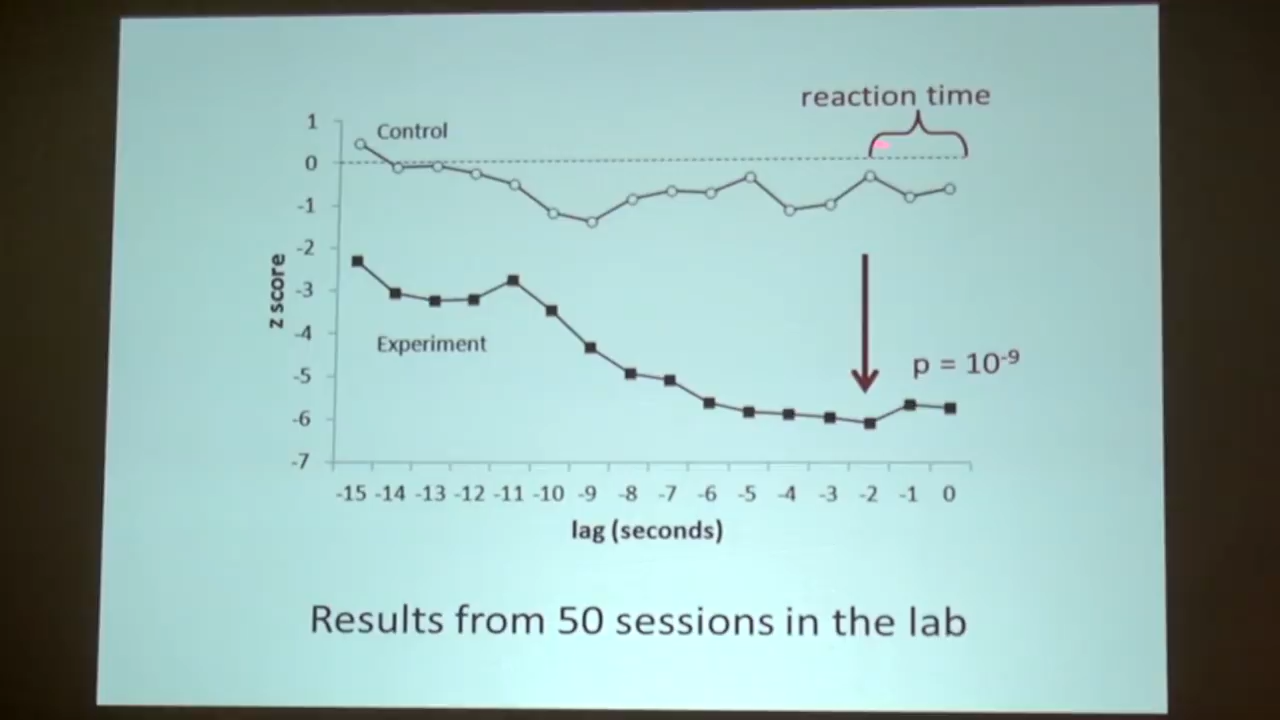 reaction time
Control
1
0
-1
-2
-3
-4
-5
-6
-7
z score
Experiment
p = 10⁻⁹
-15 -14 -13 -12 -11 -10 -9 -8 -7 -6 -5 -4 -3 -2 -1 0
lag (seconds)
Results from 50 sessions in the lab